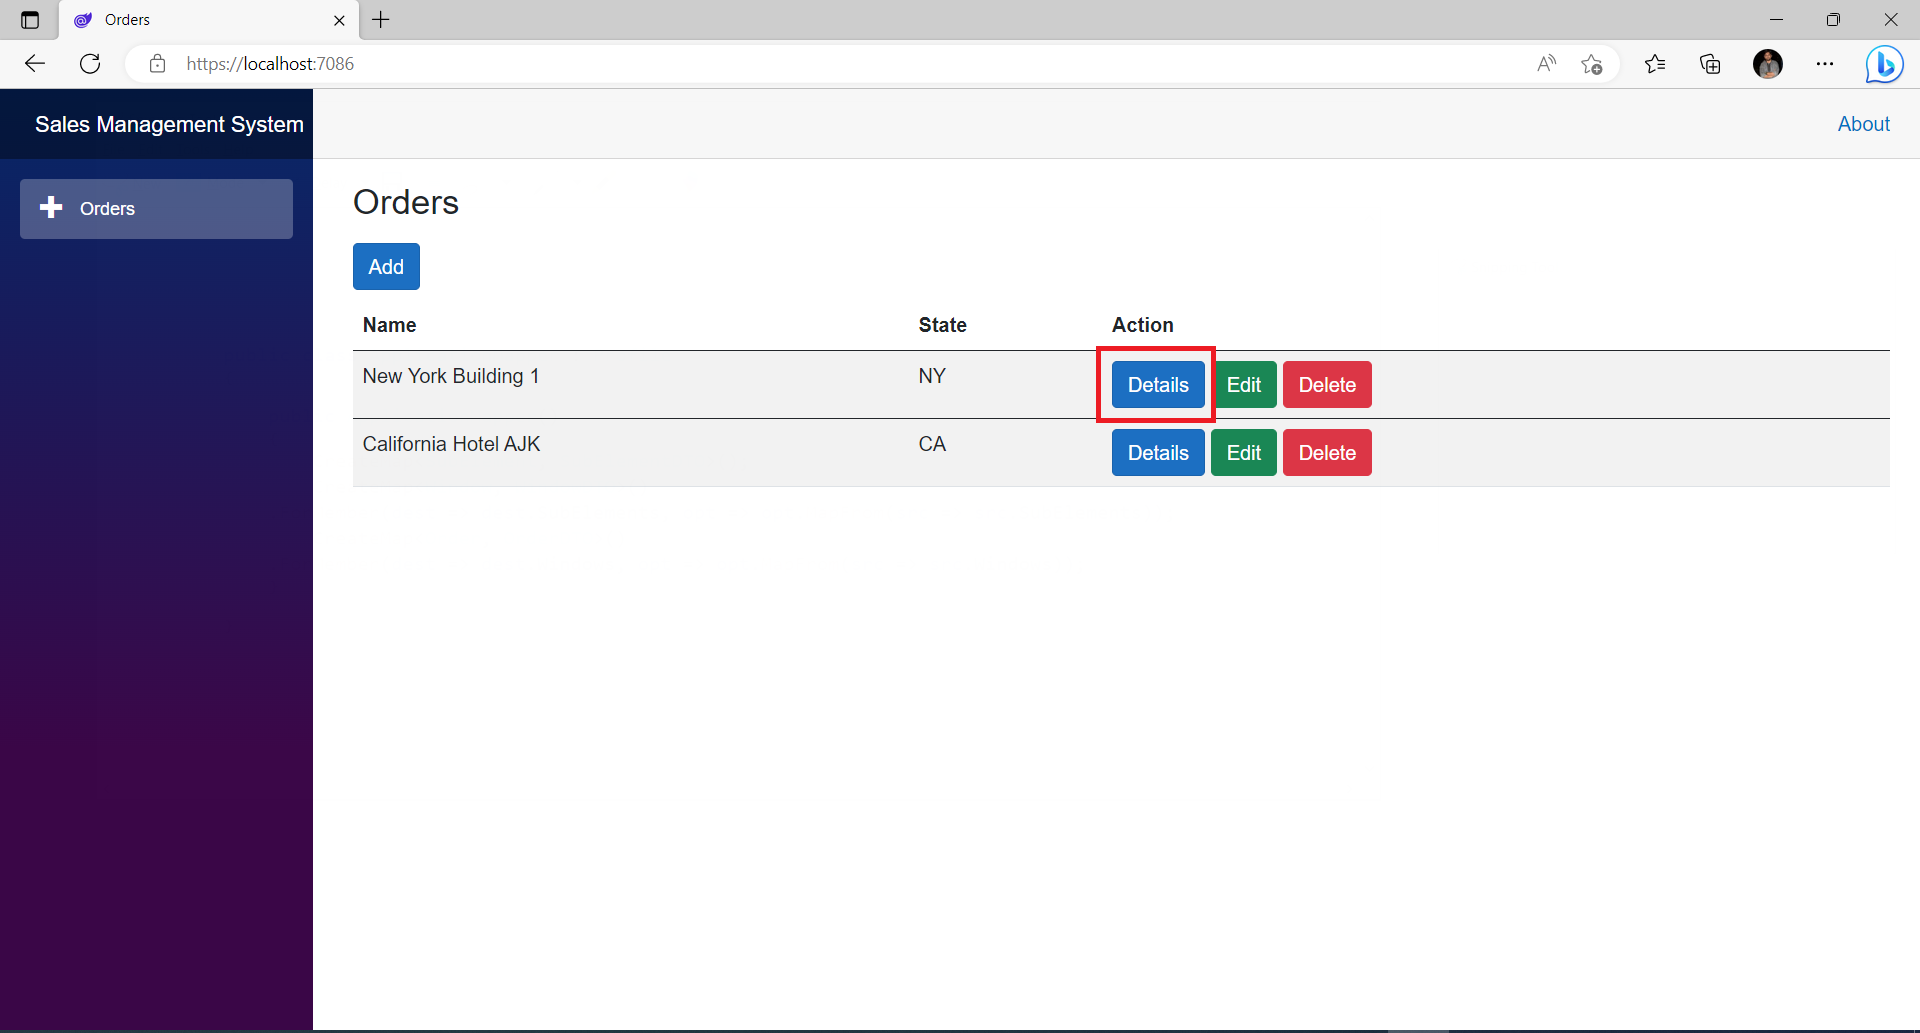 Orders
https://localhost:7086
Sales Management System
About
Orders
Orders
Add
Name State Action
New York Building 1 NY Details Edit Delete
California Hotel AJK CA Details Edit Delete